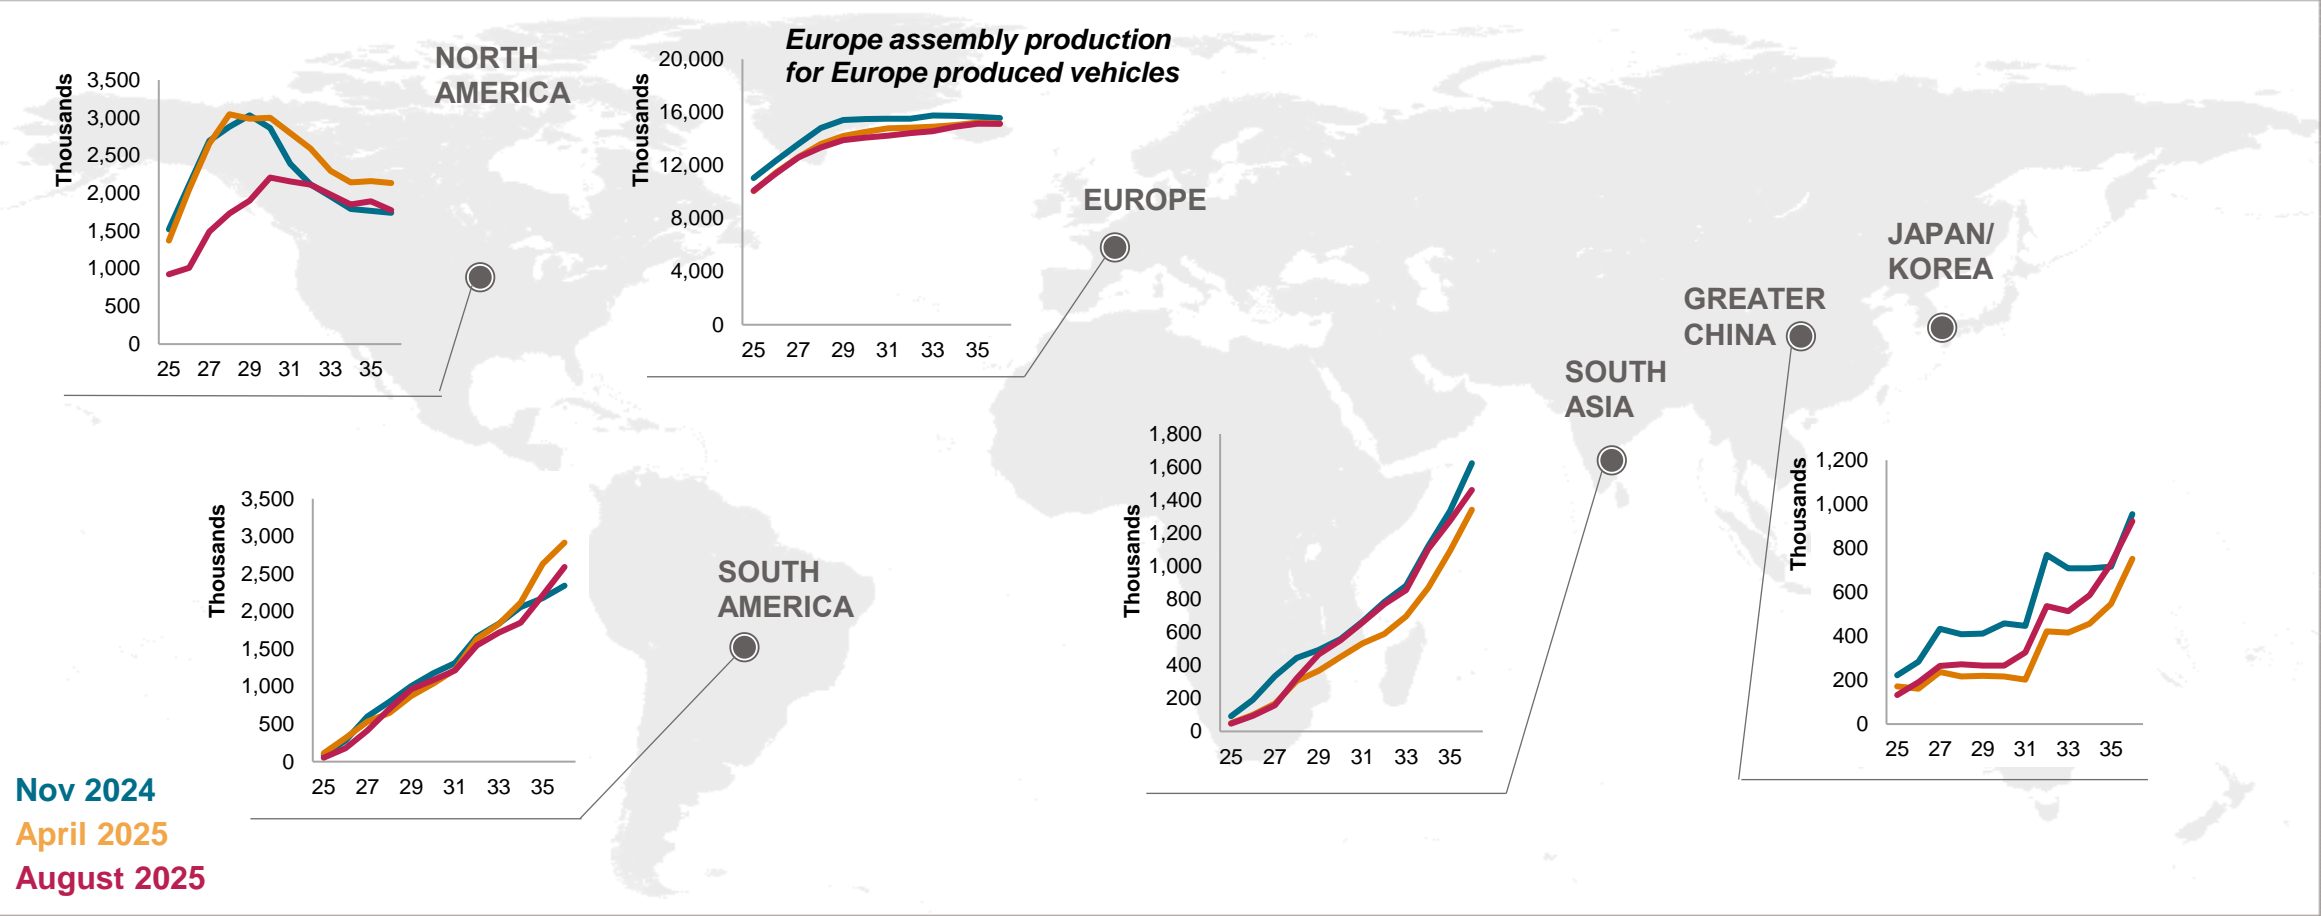 Europe assembly production
for Europe produced vehicles
NORTH
AMERICA
Thousands
3,500
3,000
2,500
2,000
1,500
1,000
500
0
25 27 29 31 33 35
Thousands
20,000
16,000
12,000
8,000
4,000
0
25 27 29 31 33 35
EUROPE
JAPAN/
KOREA
GREATER
CHINA
SOUTH
ASIA
Thousands
3,500
3,000
2,500
2,000
1,500
1,000
500
0
25 27 29 31 33 35
SOUTH
AMERICA
Thousands
1,800
1,600
1,400
1,200
1,000
800
600
400
200
0
25 27 29 31 33 35
Thousands
1,200
1,000
800
600
400
200
0
25 27 29 31 33 35
Nov 2024
April 2025
August 2025